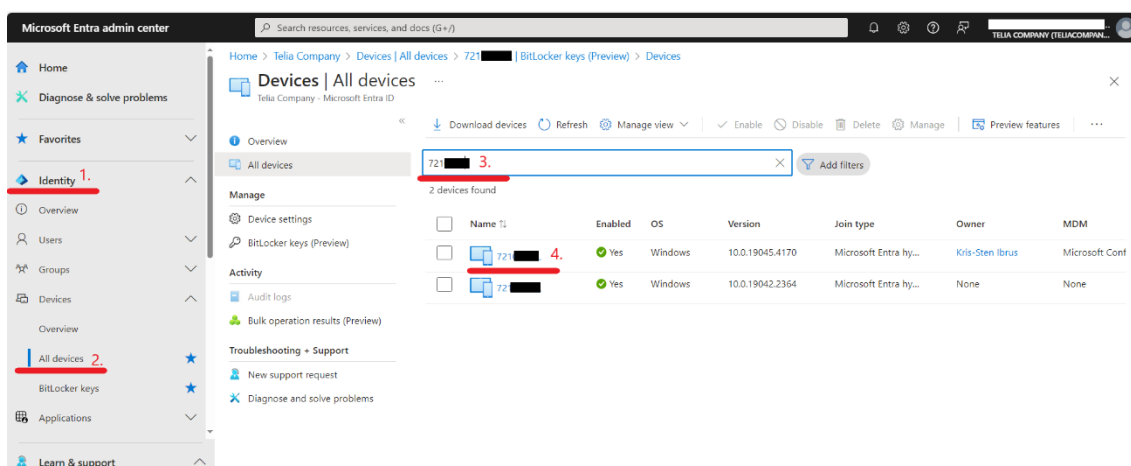 Microsoft Entra admin center
Search resources, services, and docs (G+/)
TELIA COMPANY (TELIACOMPAN...
Home
Diagnose & solve problems
Favorites
Identity 1.
Overview
Users
Groups
Devices
Overview
All devices 2.
BitLocker keys
Applications
Learn & support
Home > Telia Company > Devices | All devices > 721 | BitLocker keys (Preview) > Devices
Devices | All devices ...
Telia Company - Microsoft Entra ID
Overview
All devices
Manage
Device settings
BitLocker keys (Preview)
Activity
Audit logs
Bulk operation results (Preview)
Troubleshooting + Support
New support request
Diagnose and solve problems
Download devices Refresh Manage view Enable Disable Delete Manage Preview features ...
721 3. Add filters
2 devices found
Name Enabled OS Version Join type Owner MDM
721 4. Yes Windows 10.0.19045.4170 Microsoft Entra hy... Kris-Sten Ibrus Microsoft Conf
72 Yes Windows 10.0.19042.2364 Microsoft Entra hy... None None